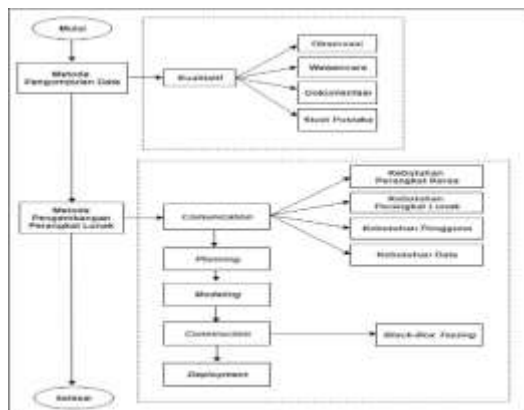 Mulai
Observasi
Wawancara
Metode
Pengumpulan Data
Kualitatif
Dokumentasi
Studi Pustaka
Kebutuhan
Perangkat Keras
Metode
Pengembangan
Perangkat Lunak
Comunication
Kebutuhan
Perangkat Lunak
Kebutuhan Pengguna
Kebutuhan Data
Planning
Modeling
Construction
Black-Box Testing
Deployment
Selesai